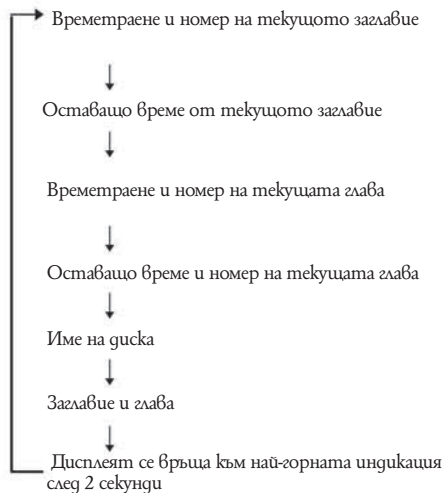 Времетраене и номер на текущото заглавие
Оставащо време от текущото заглавие
Времетраене и номер на текущата глава
Оставащо време и номер на текущата глава
Име на диска
Заглавие и глава
Дисплеят се връща към най-горната индикация
след 2 секунди